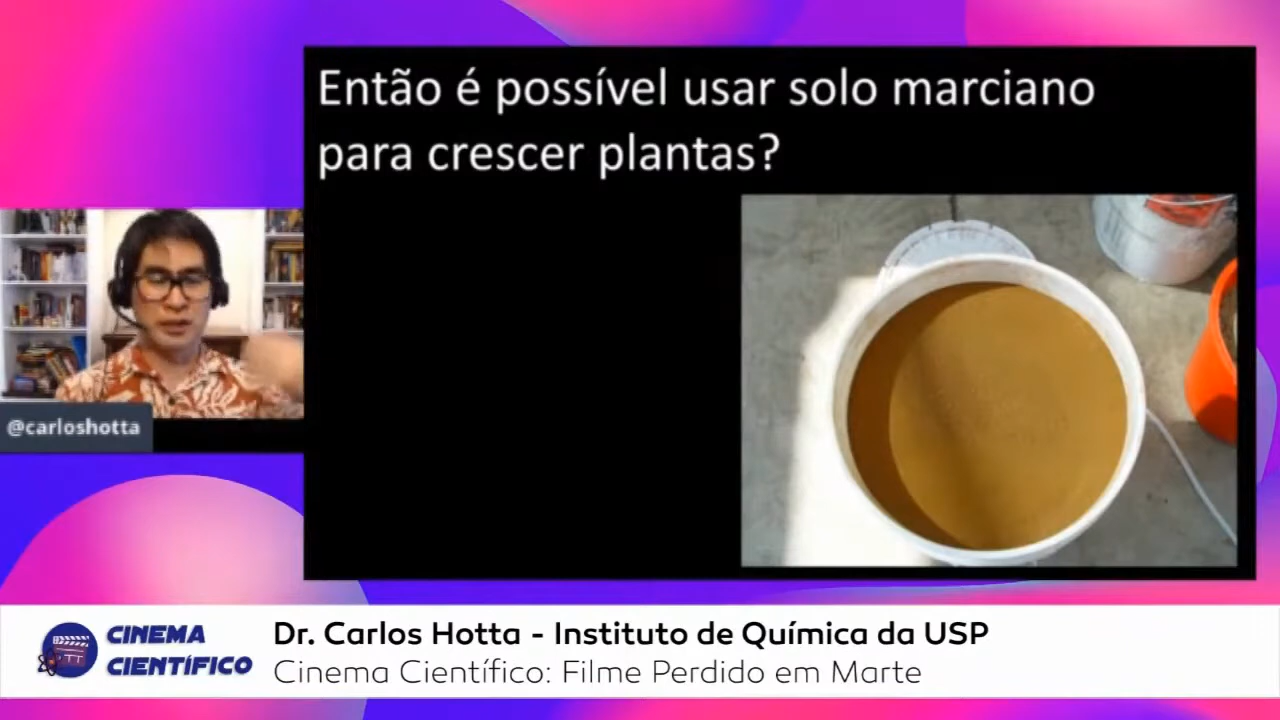 Então é possível usar solo marciano
para crescer plantas?
@carloshotta
CINEMA
CIENTÍFICO
Dr. Carlos Hotta - Instituto de Química da USP
Cinema Científico: Filme Perdido em Marte